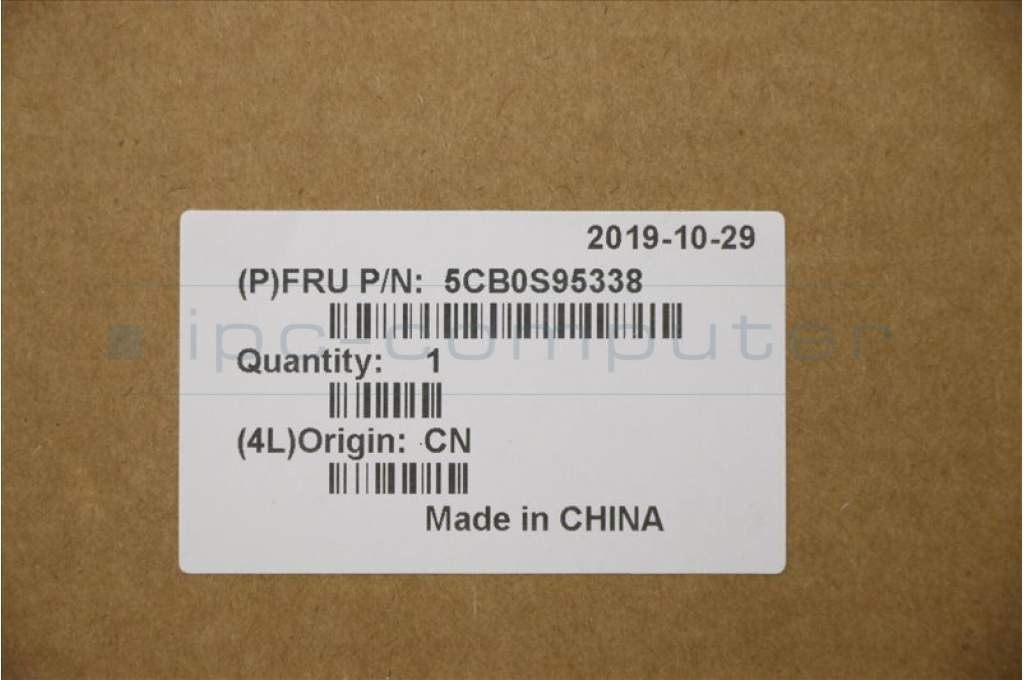 2019-10-29
(P)FRU P/N: 5CB0S95338
ipc-computer
Quantity: 1
(4L)Origin: CN
Made in CHINA